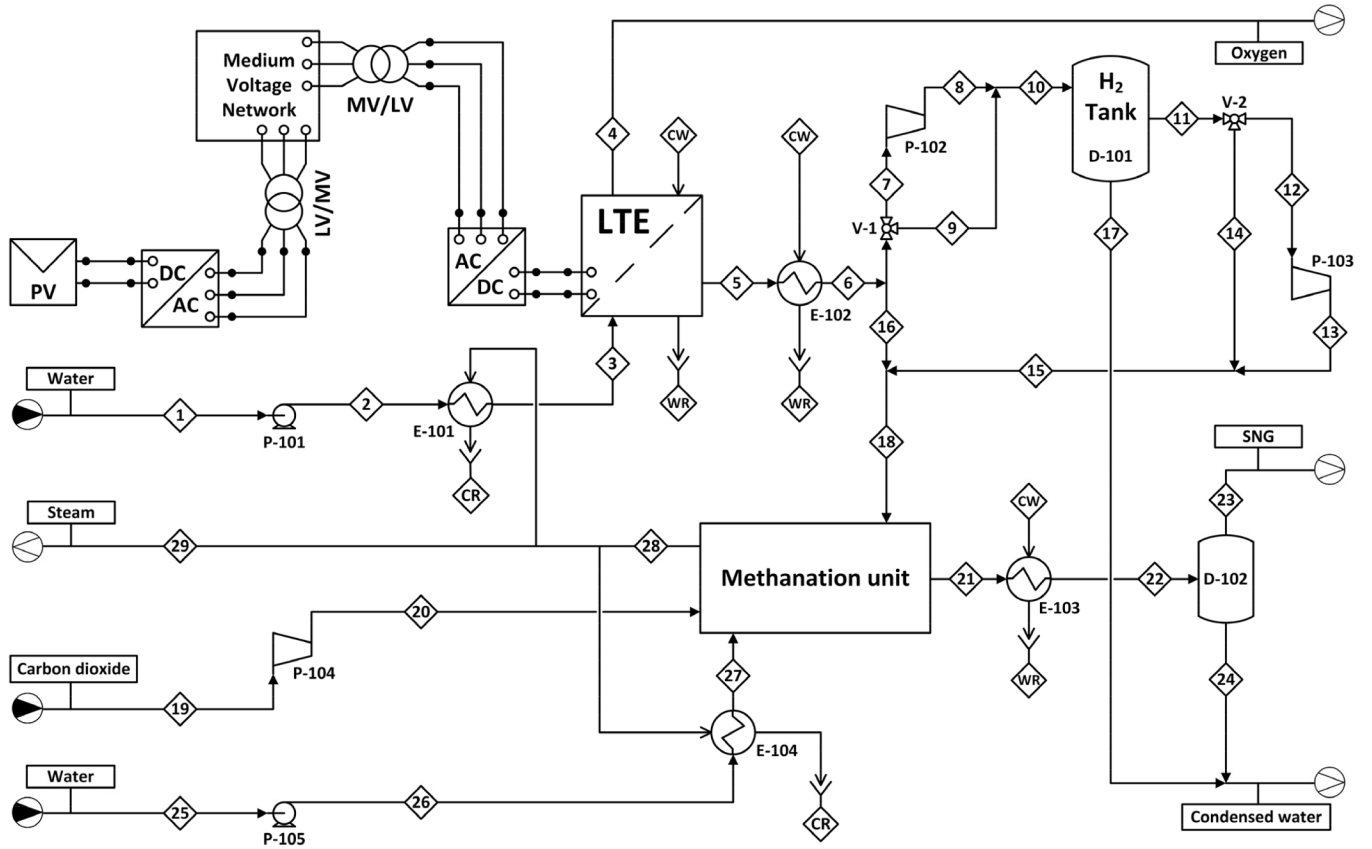 Medium
Voltage
Network
MV/LV
LV/MV
PV
DC
AC
AC
DC
LTE
4
CW
CW
Oxygen
8
10
H2
Tank
D-101
11
V-2
P-102
7
V-1
9
12
14
17
P-103
13
5
E-102
6
16
3
WR
WR
15
Water
1
P-101
2
E-101
CR
18
SNG
23
Steam
29
28
Methanation unit
21
CW
E-103
22
D-102
WR
24
20
Carbon dioxide
19
P-104
27
E-104
CR
Water
25
P-105
26
Condensed water